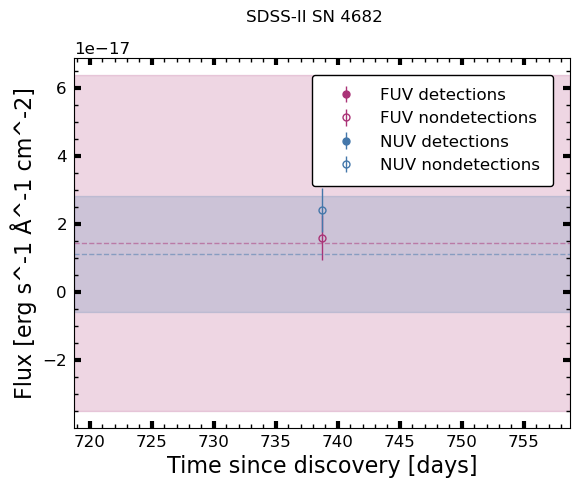 SDSS-II SN 4682
1e−17
FUV detections
FUV nondetections
NUV detections
NUV nondetections
6
4
2
0
−2
Flux [erg s^-1 Å^-1 cm^-2]
720 725 730 735 740 745 750 755
Time since discovery [days]